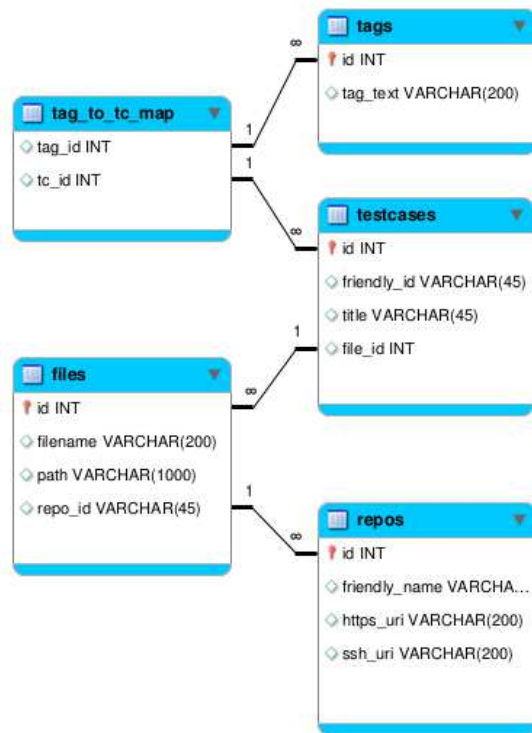 tags
id INT
tag_text VARCHAR(200)
∞
1
tag_to_tc_map
tag_id INT
tc_id INT
1
∞
testcases
id INT
friendly_id VARCHAR(45)
title VARCHAR(45)
file_id INT
1
∞
files
id INT
filename VARCHAR(200)
path VARCHAR(1000)
repo_id VARCHAR(45)
1
∞
repos
id INT
friendly_name VARCHA...
https_uri VARCHAR(200)
ssh_uri VARCHAR(200)